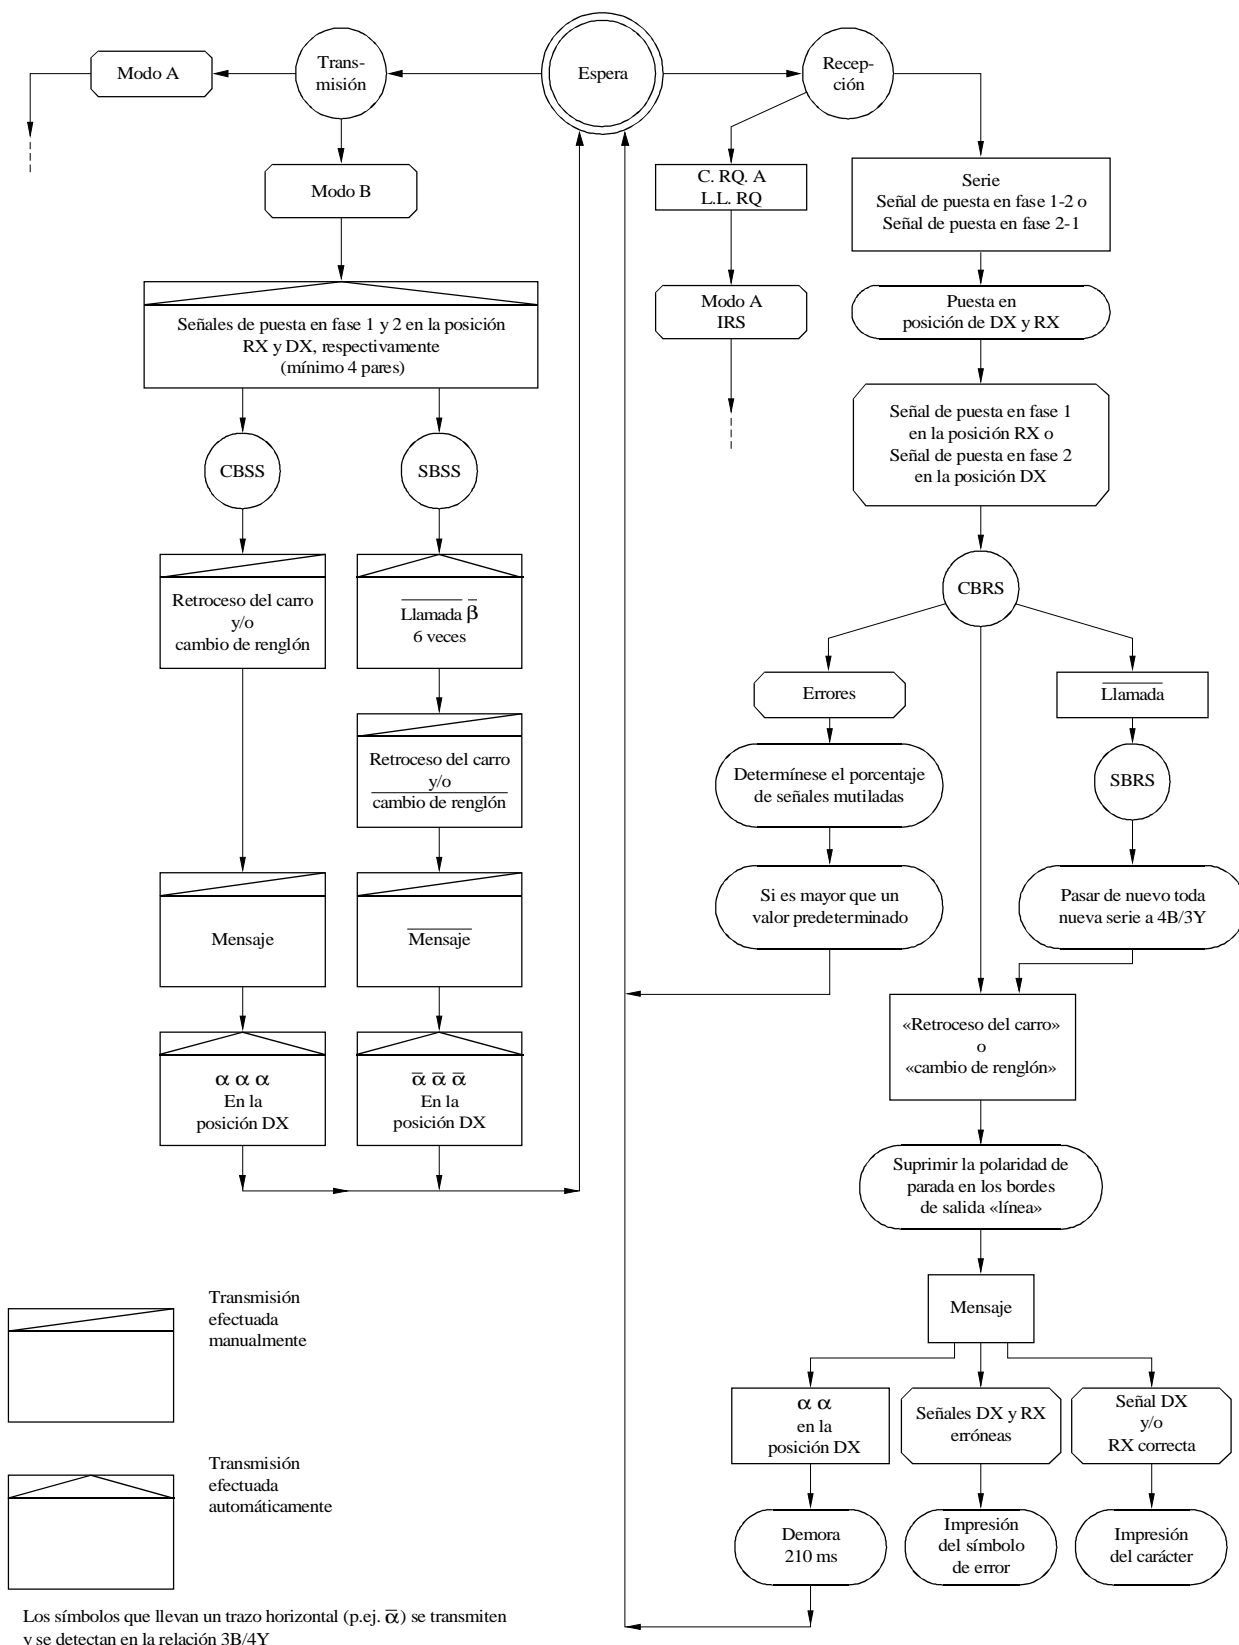 Modo A
Trans-
misión
Espera
Recep-
ción
Modo B
C. RQ. A
L.L. RQ
Serie
Señal de puesta en fase 1-2 o
Señal de puesta en fase 2-1
Señales de puesta en fase 1 y 2 en la posición
RX y DX, respectivamente
(mínimo 4 pares)
Modo A
IRS
Puesta en
posición de DX y RX
Señal de puesta en fase 1
en la posición RX o
Señal de puesta en fase 2
en la posición DX
CBSS
SBSS
CBRS
Retroceso del carro
y/o
cambio de renglón
Llamada β̅
6 veces
Errores
Llamada
Retroceso del carro
y/o
cambio de renglón
Determínese el porcentaje
de señales mutiladas
SBRS
Si es mayor que un
valor predeterminado
Pasar de nuevo toda
nueva serie a 4B/3Y
Mensaje
Mensaje
«Retroceso del carro»
o
«cambio de renglón»
α α α
En la
posición DX
α̅ α̅ α̅
En la
posición DX
Suprimir la polaridad de
parada en los bordes
de salida «línea»
Mensaje
Transmisión
efectuada
manualmente
α α
en la
posición DX
Señales DX y RX
erróneas
Señal DX
y/o
RX correcta
Transmisión
efectuada
automáticamente
Demora
210 ms
Impresión
del símbolo
de error
Impresión
del carácter
Los símbolos que llevan un trazo horizontal (p.ej. α̅) se transmiten
y se detectan en la relación 3B/4Y